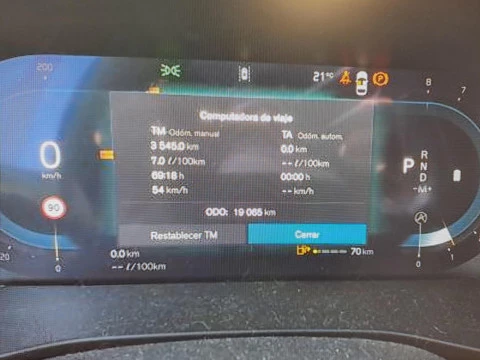 200
21°C
8
7
Computadora de viaje
TM Odóm. manual
TA Odóm. autom.
3 545.0 km
0.0 km
7.0 l/100km
-- l/100km
69:18 h
00:00 h
54 km/h
-- km/h
ODO: 19 065 km
Restablecer TM
Cerrar
0
km/h
90
P
R
N
D
-/M+
20
0
0.0 km
-- l/100km
70 km
0
1